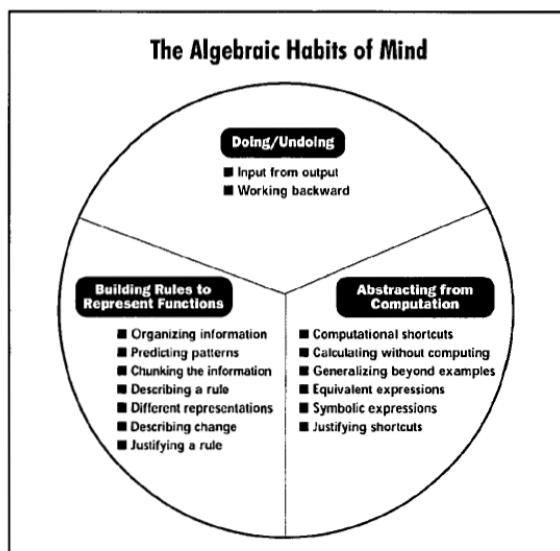 The Algebraic Habits of Mind
Doing/Undoing
■ Input from output
■ Working backward
Building Rules to
Represent Functions
■ Organizing information
■ Predicting patterns
■ Chunking the information
■ Describing a rule
■ Different representations
■ Describing change
■ Justifying a rule
Abstracting from
Computation
■ Computational shortcuts
■ Calculating without computing
■ Generalizing beyond examples
■ Equivalent expressions
■ Symbolic expressions
■ Justifying shortcuts